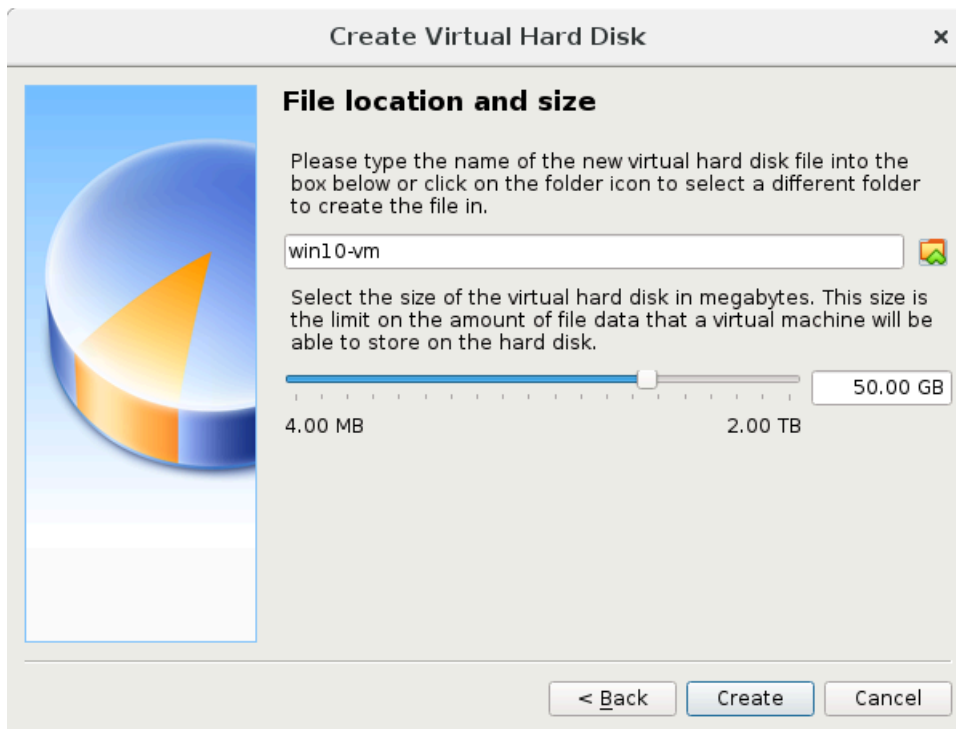 Create Virtual Hard Disk
File location and size
Please type the name of the new virtual hard disk file into the
box below or click on the folder icon to select a different folder
to create the file in.
win10-vm
Select the size of the virtual hard disk in megabytes. This size is
the limit on the amount of file data that a virtual machine will be
able to store on the hard disk.
50.00 GB
4.00 MB 2.00 TB
< Back Create Cancel